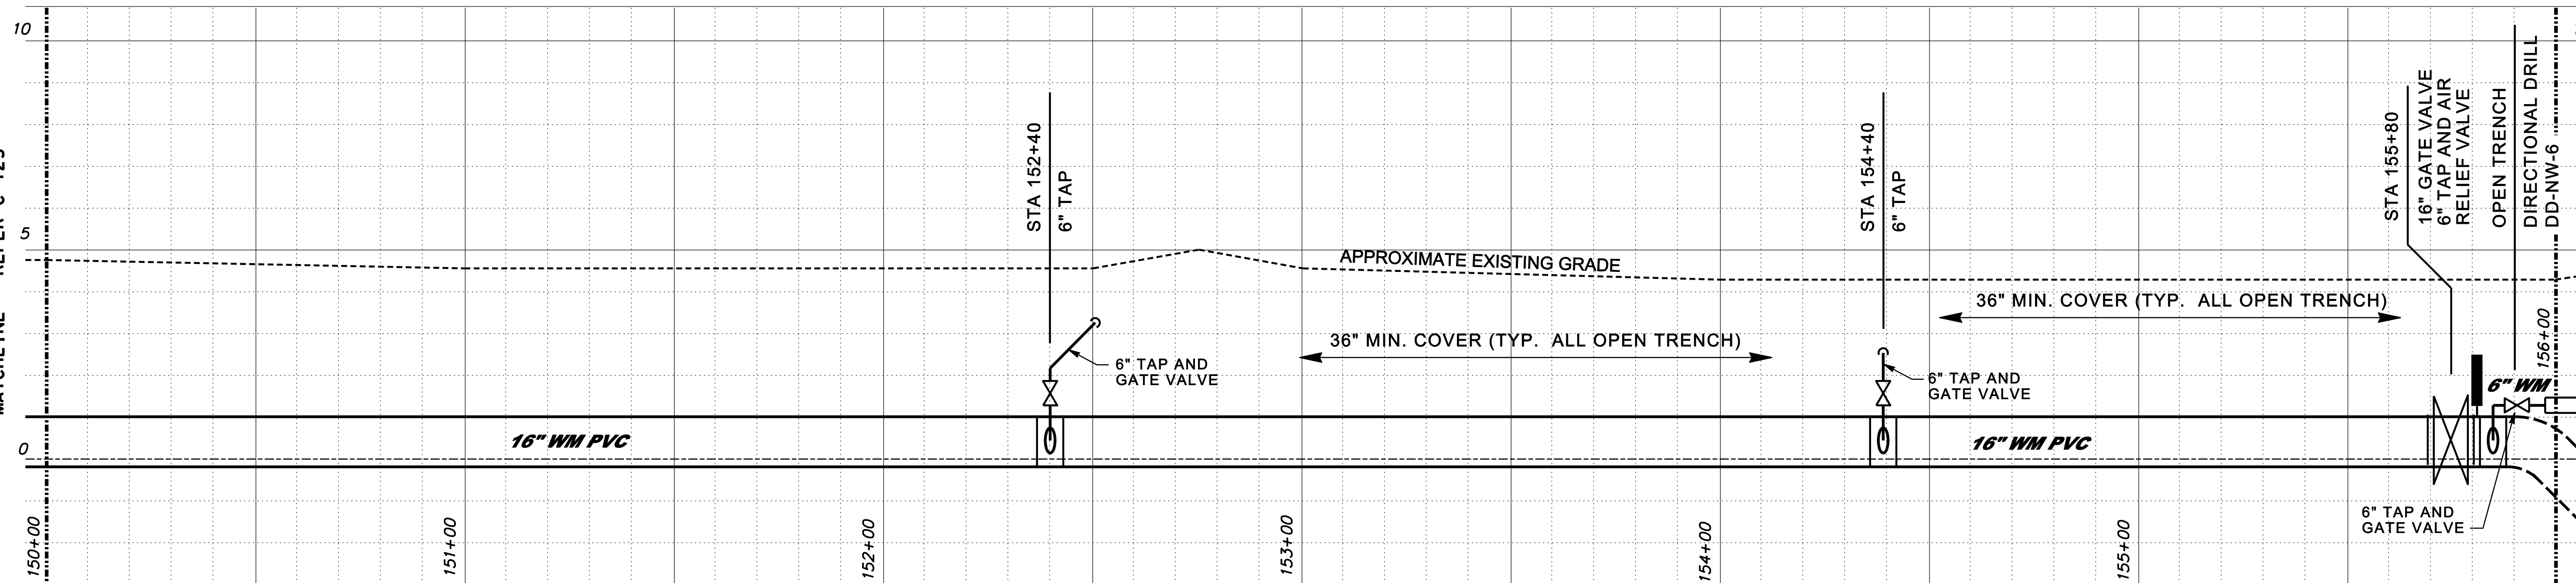 10
5
0
STA 152+40
6" TAP
STA 154+40
6" TAP
STA 155+80
16" GATE VALVE
6" TAP AND AIR
RELIEF VALVE
OPEN TRENCH
DIRECTIONAL DRILL
DD-NW-6
APPROXIMATE EXISTING GRADE
36" MIN. COVER (TYP. ALL OPEN TRENCH)
36" MIN. COVER (TYP. ALL OPEN TRENCH)
6" TAP AND
GATE VALVE
6" TAP AND
GATE VALVE
6" WM
16" WM PVC
16" WM PVC
6" TAP AND
GATE VALVE
150+00
151+00
152+00
153+00
154+00
155+00
156+00